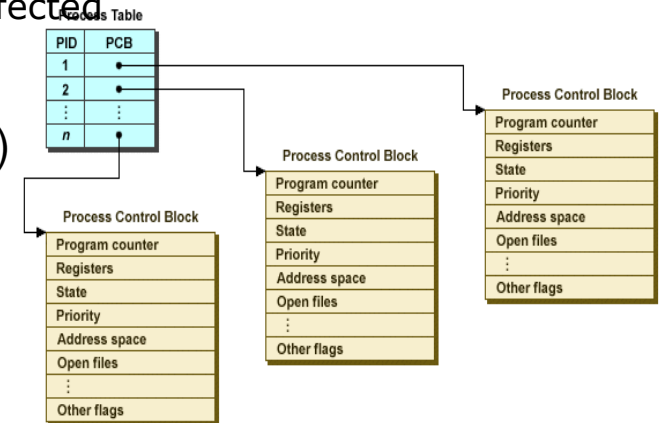 fected
Process Table
PID PCB
1
2
⋮ ⋮
n
)
Process Control Block
Program counter
Registers
State
Priority
Address space
Open files
⋮
Other flags
Process Control Block
Program counter
Registers
State
Priority
Address space
Open files
⋮
Other flags
Process Control Block
Program counter
Registers
State
Priority
Address space
Open files
⋮
Other flags